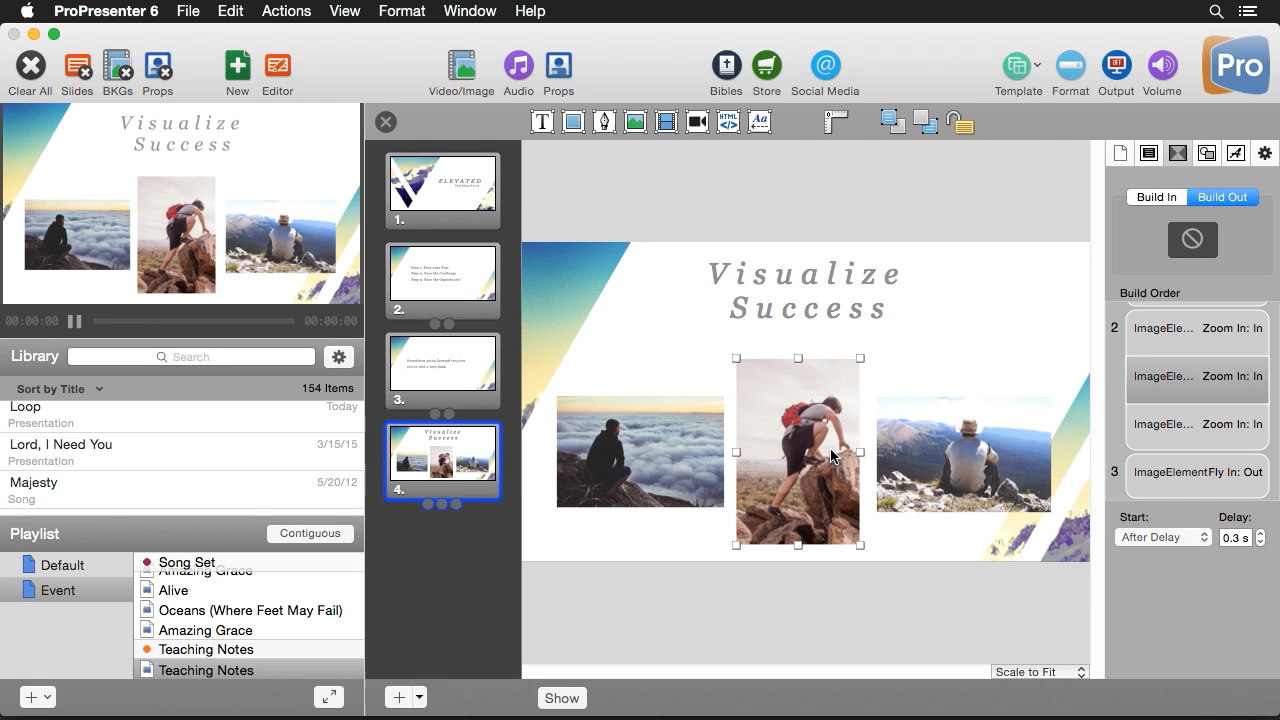 ProPresenter 6 File Edit Actions View Format Window Help
Clear All Slides BKGs Props New Editor Video/Image Audio Props Bibles Store Social Media Template Format Output Volume
Pro
OFF
T
HTML
</>
Aa
Visualize
Success
00:00:00
00:00:00
Library
Search
Sort by Title
154 Items
Loop
Today
Presentation
Lord, I Need You
3/15/15
Presentation
Majesty
5/20/12
Song
Playlist
Contiguous
Default
Event
Song Set
Amazing Grace
Alive
Oceans (Where Feet May Fail)
Amazing Grace
Teaching Notes
Teaching Notes
ELEVATED
Teaching Series
1.
2.
3.
Visualize
Success
4.
Visualize
Success
Scale to Fit
Show
Build In Build Out
Build Order
2 ImageEle... Zoom In: In
ImageEle... Zoom In: In
ImageEle... Zoom In: In
3 ImageElementFly In: Out
Start: Delay:
After Delay 0.3 s